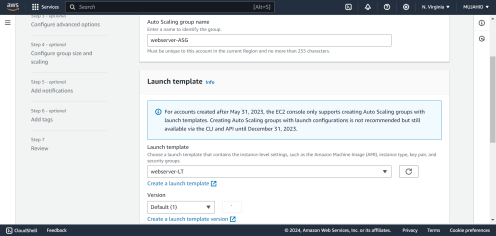 aws
Services
Search
[Alt+S]
N. Virginia
MUJAHID
Step 3 - optional
Configure advanced options
Step 4 - optional
Configure group size and
scaling
Step 5 - optional
Add notifications
Step 6 - optional
Add tags
Step 7
Review
Auto Scaling group name
Enter a name to identify the group.
webserver-ASG
Must be unique to this account in the current Region and no more than 255 characters.
Launch template Info
For accounts created after May 31, 2023, the EC2 console only supports creating Auto Scaling groups with
launch templates. Creating Auto Scaling groups with launch configurations is not recommended but still
available via the CLI and API until December 31, 2023.
Launch template
Choose a launch template that contains the instance-level settings, such as the Amazon Machine Image (AMI), instance type, key pair, and
security groups.
webserver-LT
Create a launch template
Version
Default (1)
Create a launch template version
CloudShell
Feedback
© 2024, Amazon Web Services, Inc. or its affiliates.
Privacy
Terms
Cookie preferences